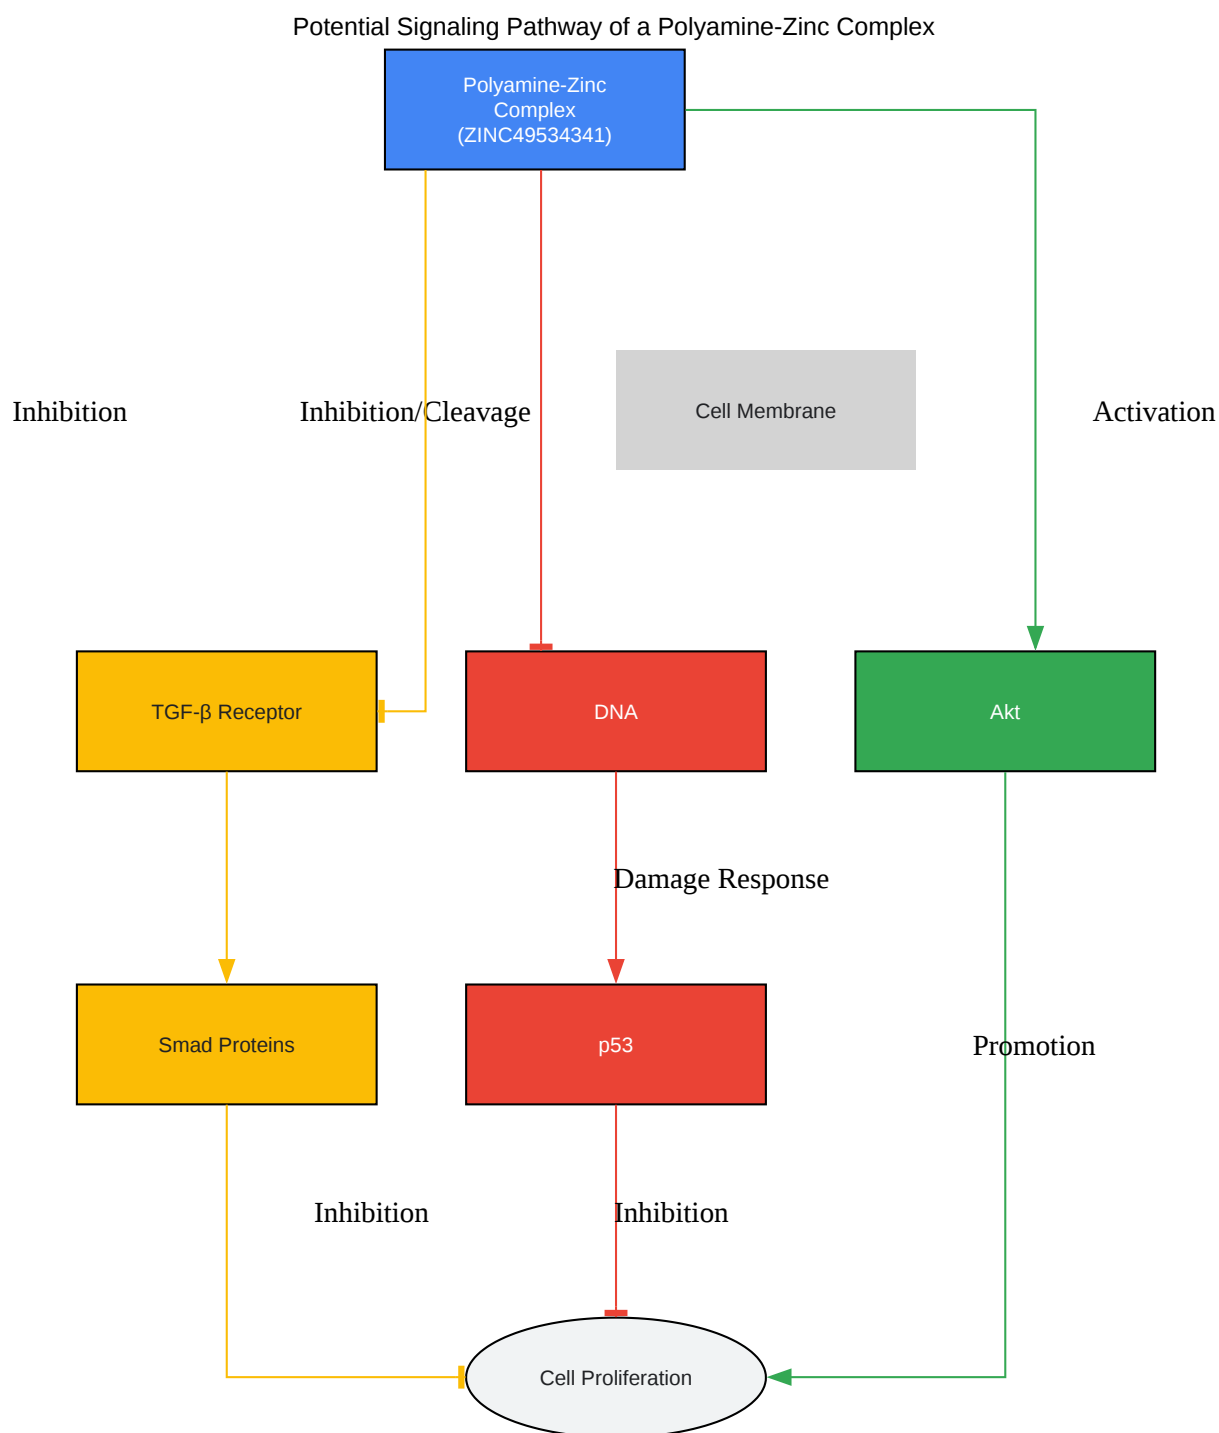 Potential Signaling Pathway of a Polyamine-Zinc Complex
Polyamine-Zinc
Complex
(ZINC49534341)
Inhibition
Inhibition/Cleavage
Cell Membrane
Activation
TGF-β Receptor
DNA
Akt
Damage Response
Smad Proteins
p53
Promotion
Inhibition
Inhibition
Cell Proliferation